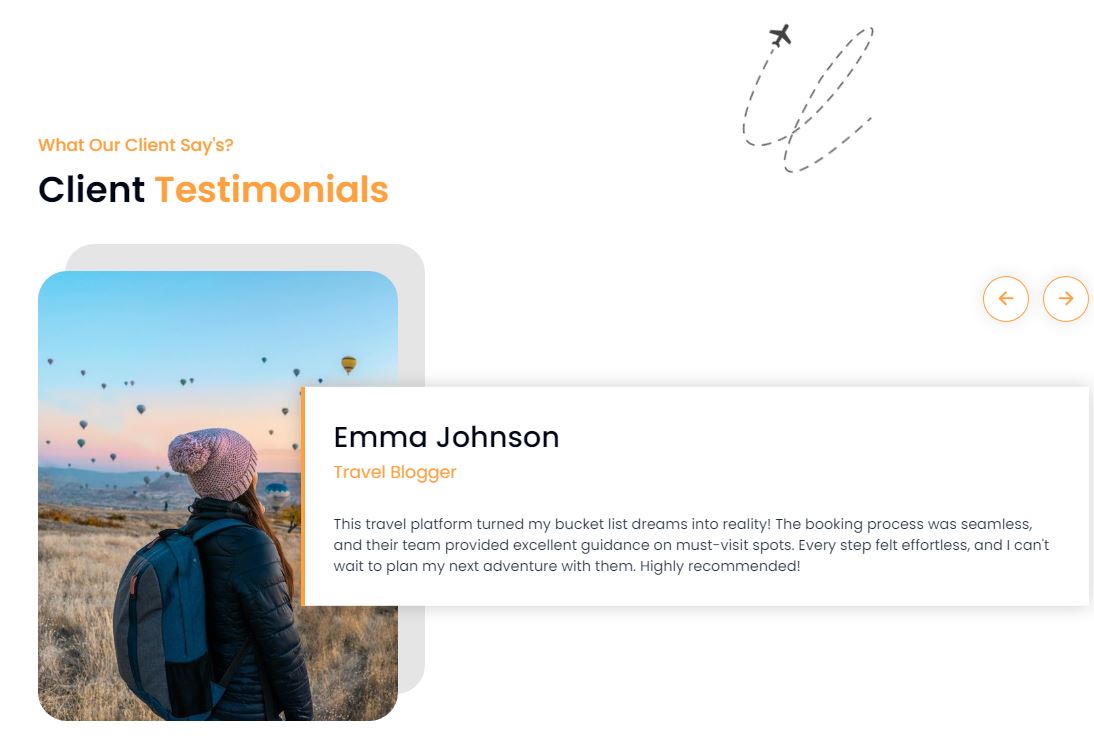 What Our Client Say's?
Client Testimonials
Emma Johnson
Travel Blogger
This travel platform turned my bucket list dreams into reality! The booking process was seamless,
and their team provided excellent guidance on must-visit spots. Every step felt effortless, and I can't
wait to plan my next adventure with them. Highly recommended!